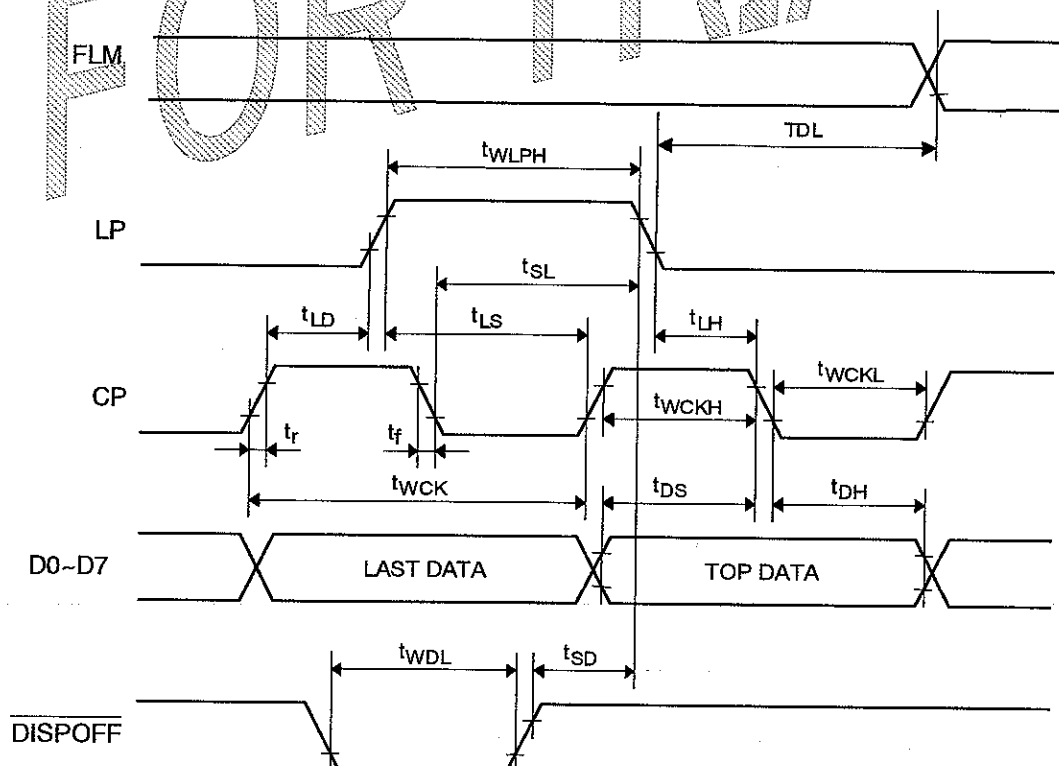 FOR
FLM
TDL
tWLPH
LP
tSL
tLD
tLS
tLH
CP
tWCKL
tWCKH
tr
tf
tWCK
tDS
tDH
D0~D7
LAST DATA
TOP DATA
tWDL
tSD
DISPOFF